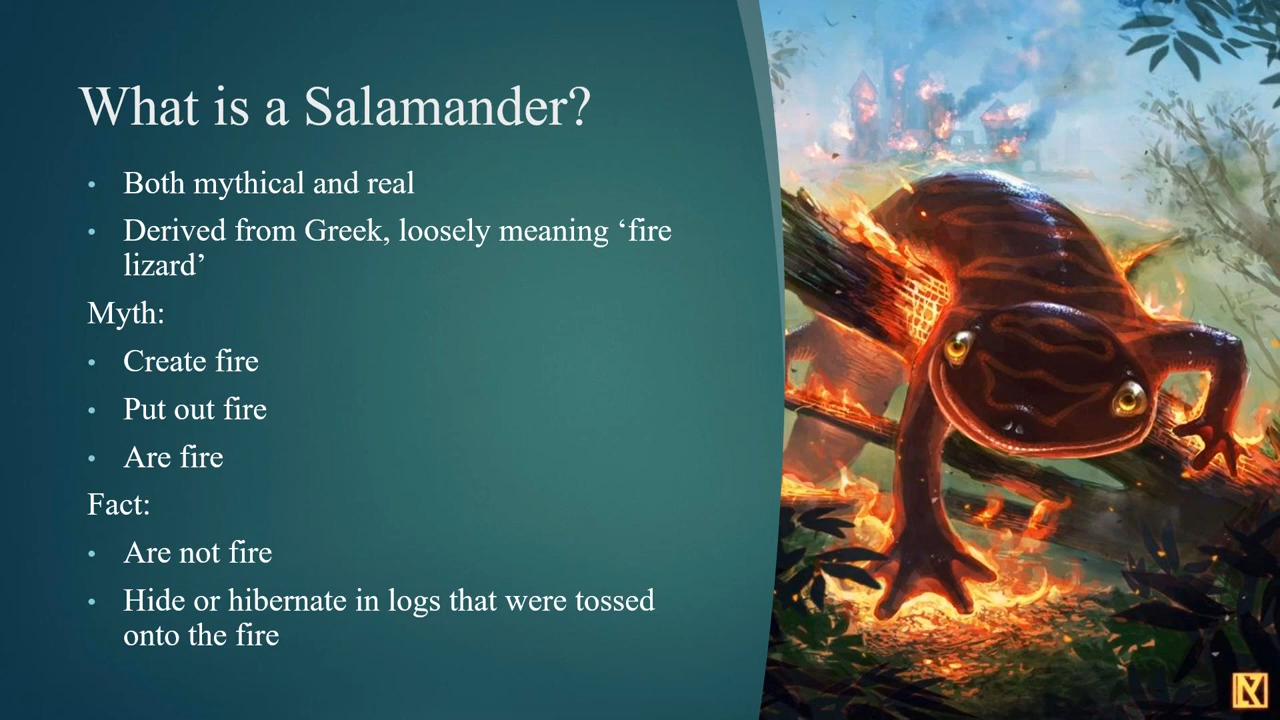 What is a Salamander?
• Both mythical and real
• Derived from Greek, loosely meaning ‘fire
lizard’
Myth:
• Create fire
• Put out fire
• Are fire
Fact:
• Are not fire
• Hide or hibernate in logs that were tossed
onto the fire